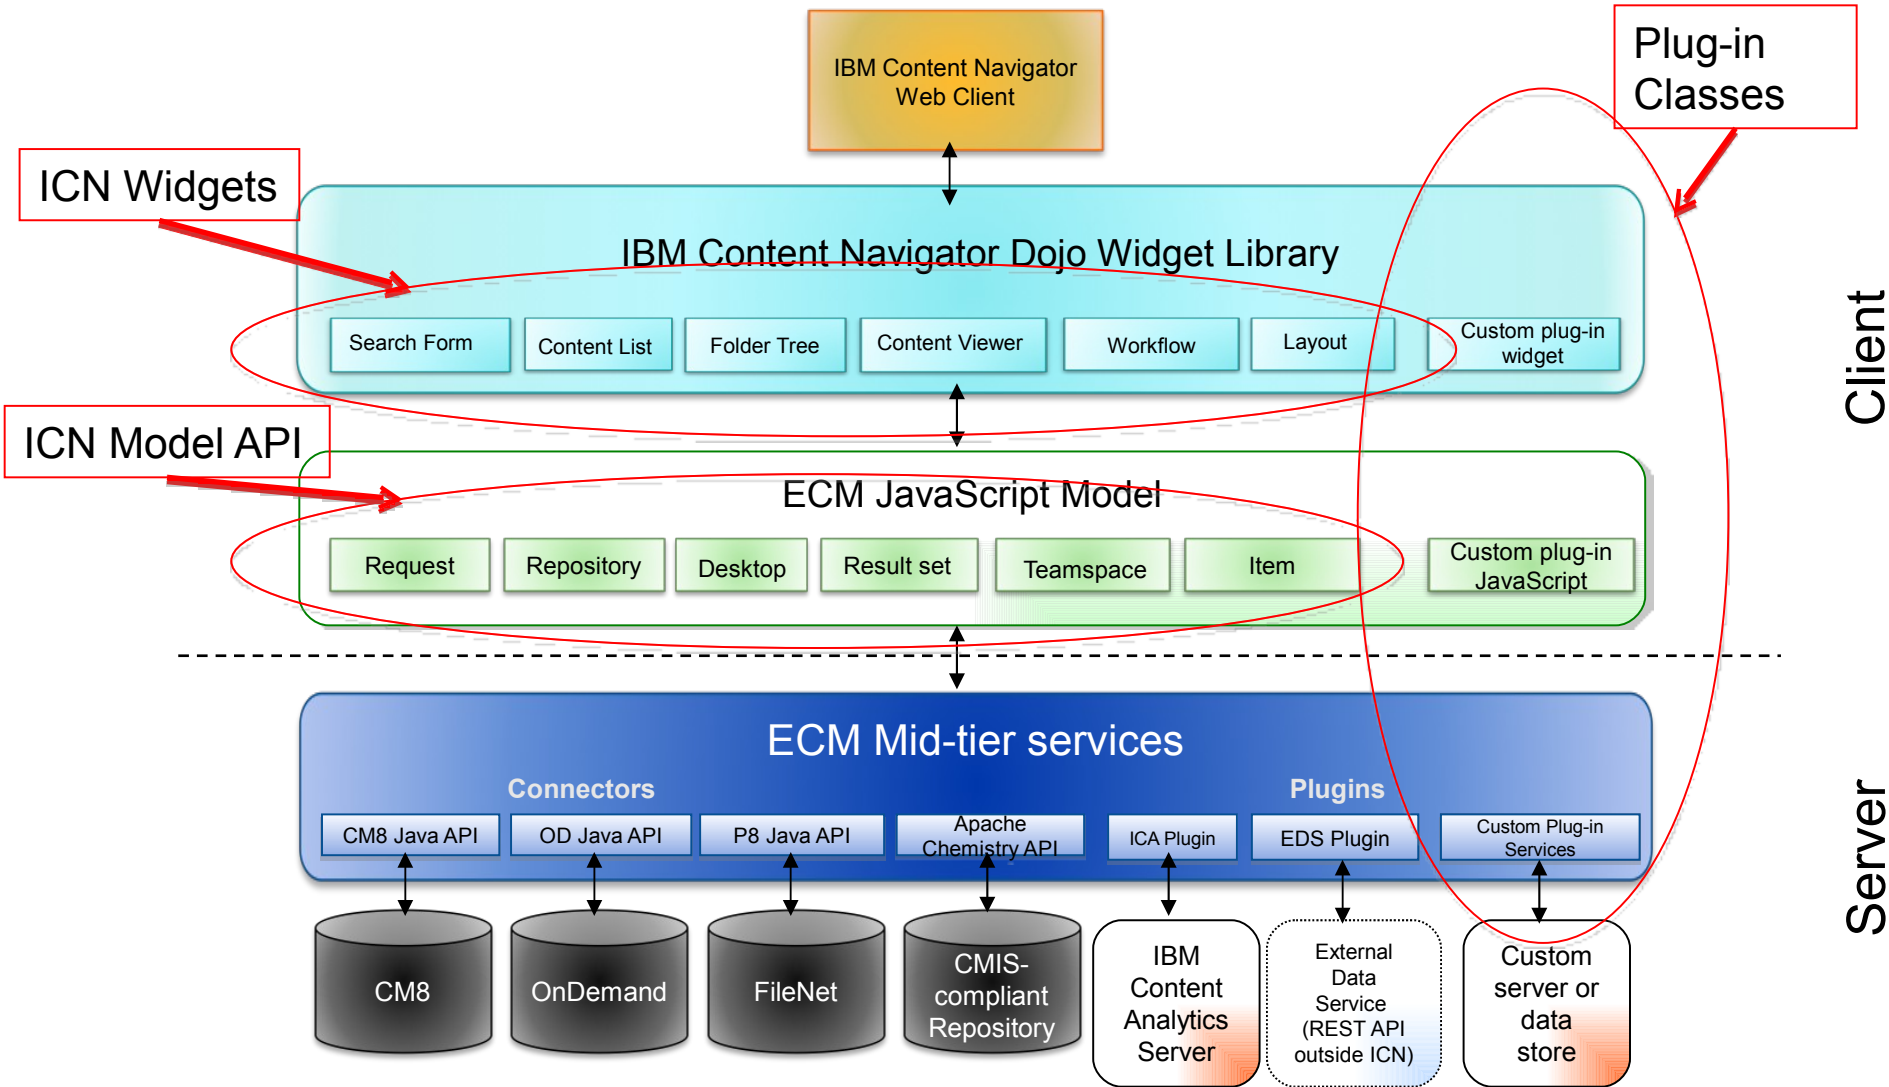 IBM Content Navigator
Web Client
Plug-in
Classes
ICN Widgets
IBM Content Navigator Dojo Widget Library
Search Form
Content List
Folder Tree
Content Viewer
Workflow
Layout
Custom plug-in
widget
Client
ICN Model API
ECM JavaScript Model
Request
Repository
Desktop
Result set
Teamspace
Item
Custom plug-in
JavaScript
ECM Mid-tier services
Connectors
Plugins
CM8 Java API
OD Java API
P8 Java API
Apache
Chemistry API
ICA Plugin
EDS Plugin
Custom Plug-in
Services
Server
CM8
OnDemand
FileNet
CMIS-
compliant
Repository
IBM
Content
Analytics
Server
External
Data
Service
(REST API
outside ICN)
Custom
server or
data
store